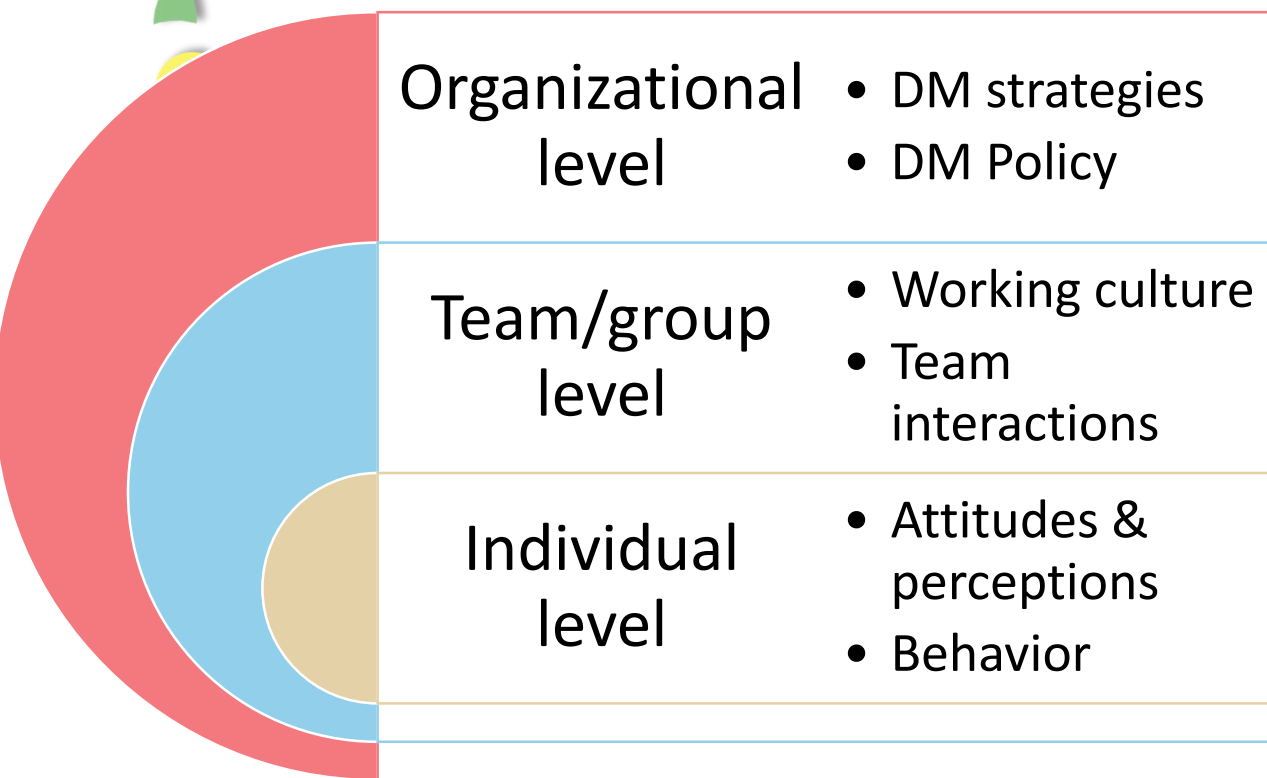 Organizational
level
• DM strategies
• DM Policy
Team/group
level
• Working culture
• Team
interactions
Individual
level
• Attitudes &
perceptions
• Behavior